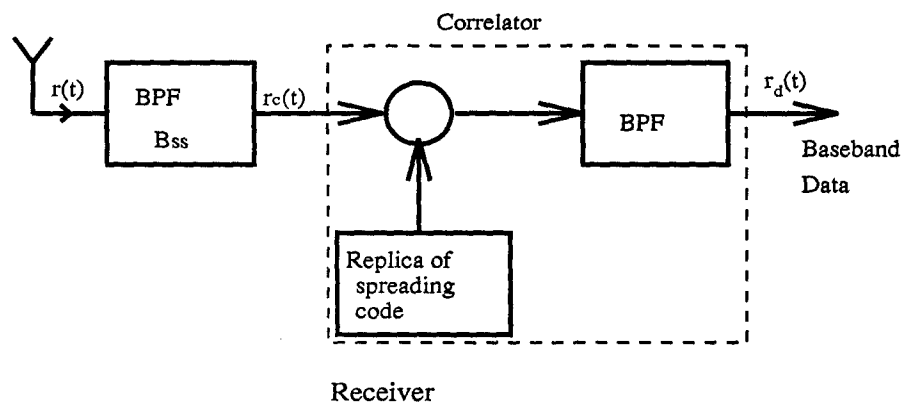 Correlator
r(t)
BPF
Bss
rc(t)
BPF
rd(t)
Baseband
Data
Replica of
spreading
code
Receiver